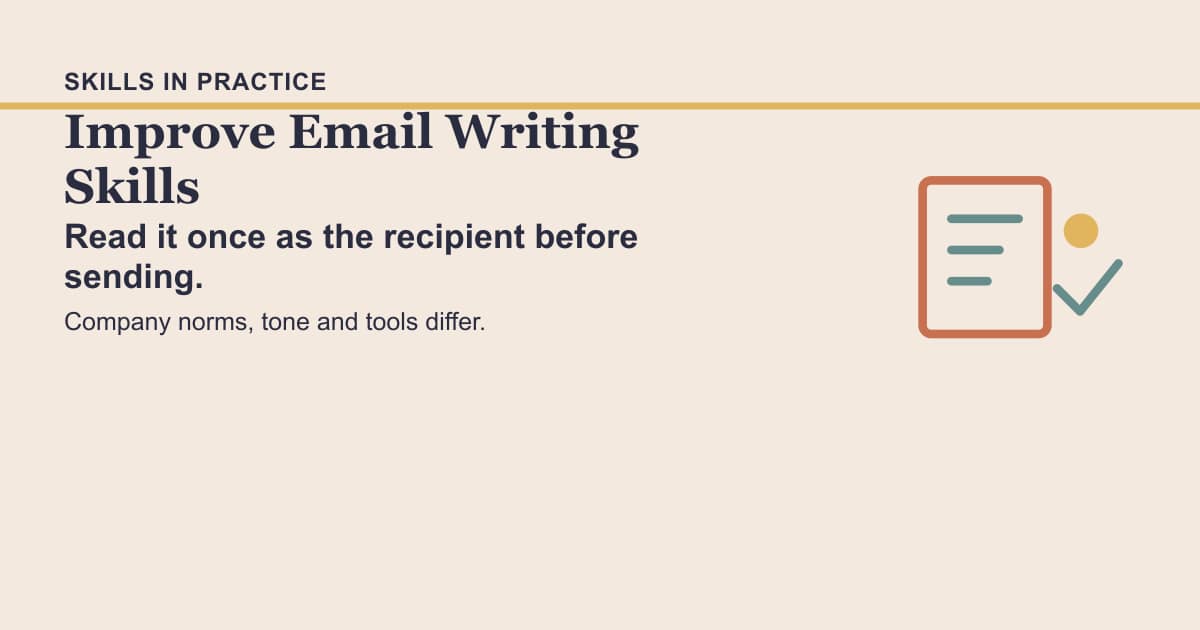 SKILLS IN PRACTICE
Improve Email Writing
Skills
Read it once as the recipient before
sending.
Company norms, tone and tools differ.